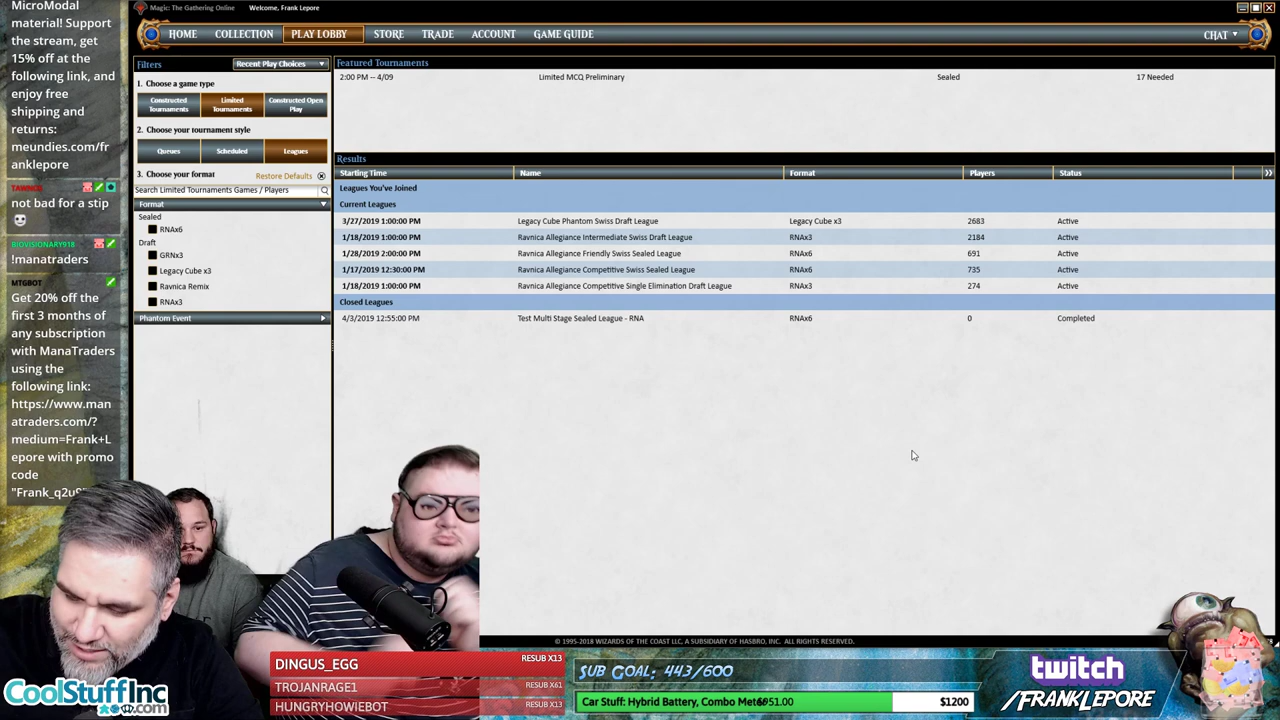 MicroModal
material! Support
the stream, get
15% off at the
following link, and
enjoy free
shipping and
returns:
meundies.com/fr
anklepore
TAWNOS
not bad for a stip
BIOVISIONARY918
!manatraders
MTGBOT
Get 20% off the
first 3 months of
any subscription
with ManaTraders
using the
following link:
https://www.man
atraders.com/?
medium=Frank+L
epore with promo
code
"Frank_q2u9"
Magic: The Gathering Online Welcome, Frank Lepore
HOME COLLECTION PLAY LOBBY STORE TRADE ACCOUNT GAME GUIDE CHAT
Filters Recent Play Choices
1. Choose a game type
Constructed Tournaments Limited Tournaments Constructed Open Play
2. Choose your tournament style
Queues Scheduled Leagues
3. Choose your format Restore Defaults
Search Limited Tournaments Games / Players
Format
Sealed
RNAx6
Draft
GRNx3
Legacy Cube x3
Ravnica Remix
RNAx3
Phantom Event
Featured Tournaments
2:00 PM -- 4/09 Limited MCQ Preliminary Sealed 17 Needed
Results
Starting Time Name Format Players Status
Leagues You've Joined
Current Leagues
3/27/2019 1:00:00 PM Legacy Cube Phantom Swiss Draft League Legacy Cube x3 2683 Active
1/18/2019 1:00:00 PM Ravnica Allegiance Intermediate Swiss Draft League RNAx3 2184 Active
1/28/2019 2:00:00 PM Ravnica Allegiance Friendly Swiss Sealed League RNAx6 691 Active
1/17/2019 12:30:00 PM Ravnica Allegiance Competitive Swiss Sealed League RNAx6 735 Active
1/18/2019 1:00:00 PM Ravnica Allegiance Competitive Single Elimination Draft League RNAx3 274 Active
Closed Leagues
4/3/2019 12:55:00 PM Test Multi Stage Sealed League - RNA RNAx6 0 Completed
© 1995-2018 WIZARDS OF THE COAST LLC, A SUBSIDIARY OF HASBRO, INC. ALL RIGHTS RESERVED.
CoolStuffInc
.com
DINGUS_EGG RESUB X13
TROJANRAGE1 RESUB X61
HUNGRYHOWIEBOT RESUB X13
SUB GOAL: 443/600
Car Stuff: Hybrid Battery, Combo Meter $951.00 $1200
twitch
/FRANKLEPORE